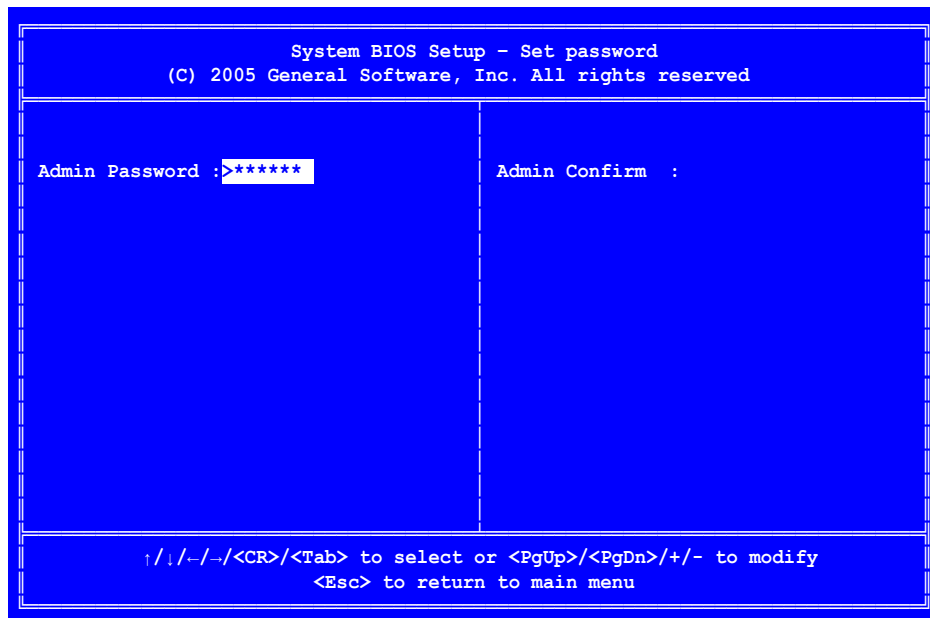 System BIOS Setup - Set password
(C) 2005 General Software, Inc. All rights reserved
Admin Password :>******
Admin Confirm :
↑/↓/←/→/<CR>/<Tab> to select or <PgUp>/<PgDn>/+/- to modify
<Esc> to return to main menu